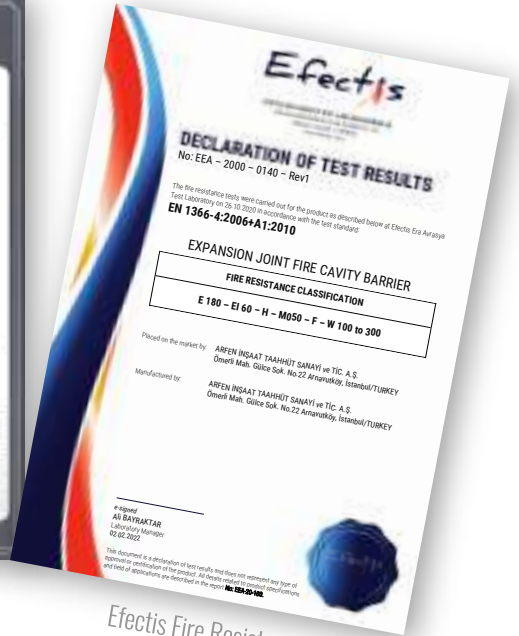 Efectis
DECLARATION OF TEST RESULTS
No: EEA – 2000 – 0140 – Rev1
The fire resistance tests were carried out for the product as described below at Efectis Era Avrasya
Test Laboratory on 26.10.2020 in accordance with the test standard:
EN 1366-4:2006+A1:2010
EXPANSION JOINT FIRE CAVITY BARRIER
FIRE RESISTANCE CLASSIFICATION
E 180 – EI 60 – H – M050 – F – W 100 to 300
Placed on the market by: ARFEN İNŞAAT TAAHHÜT SANAYİ ve TİC. A.Ş.
Ömerli Mah. Gülce Sok. No.22 Arnavutköy, İstanbul/TURKEY
Manufactured by: ARFEN İNŞAAT TAAHHÜT SANAYİ ve TİC. A.Ş.
Ömerli Mah. Gülce Sok. No.22 Arnavutköy, İstanbul/TURKEY
e-signed
Ali BAYRAKTAR
Laboratory Manager
02.02.2022
This document is a declaration of test results and does not represent any type of
approval or certification of the product. All details related to product specifications
and field of applications are described in the report No: EEA-20-100.
Efectis
Efectis Fire